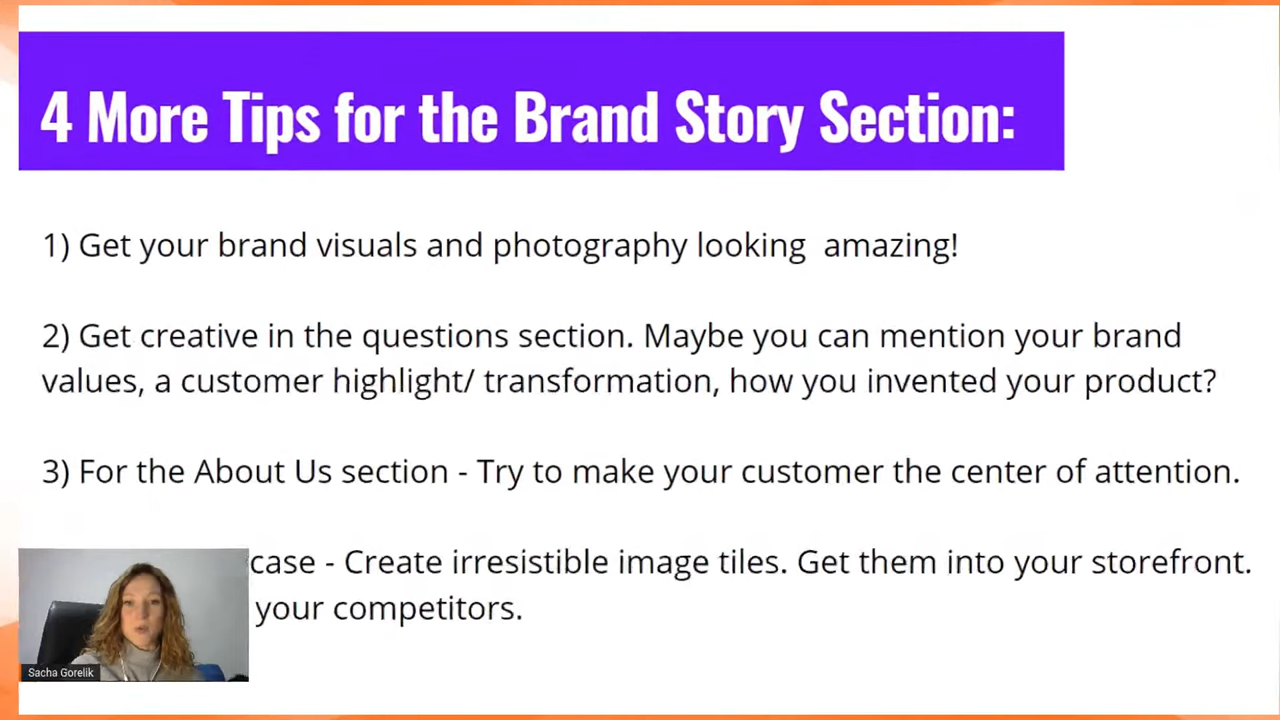 4 More Tips for the Brand Story Section:
1) Get your brand visuals and photography looking  amazing!
2) Get creative in the questions section. Maybe you can mention your brand
values, a customer highlight/ transformation, how you invented your product?
3) For the About Us section - Try to make your customer the center of attention.
case - Create irresistible image tiles. Get them into your storefront.
your competitors.
Sacha Gorelik